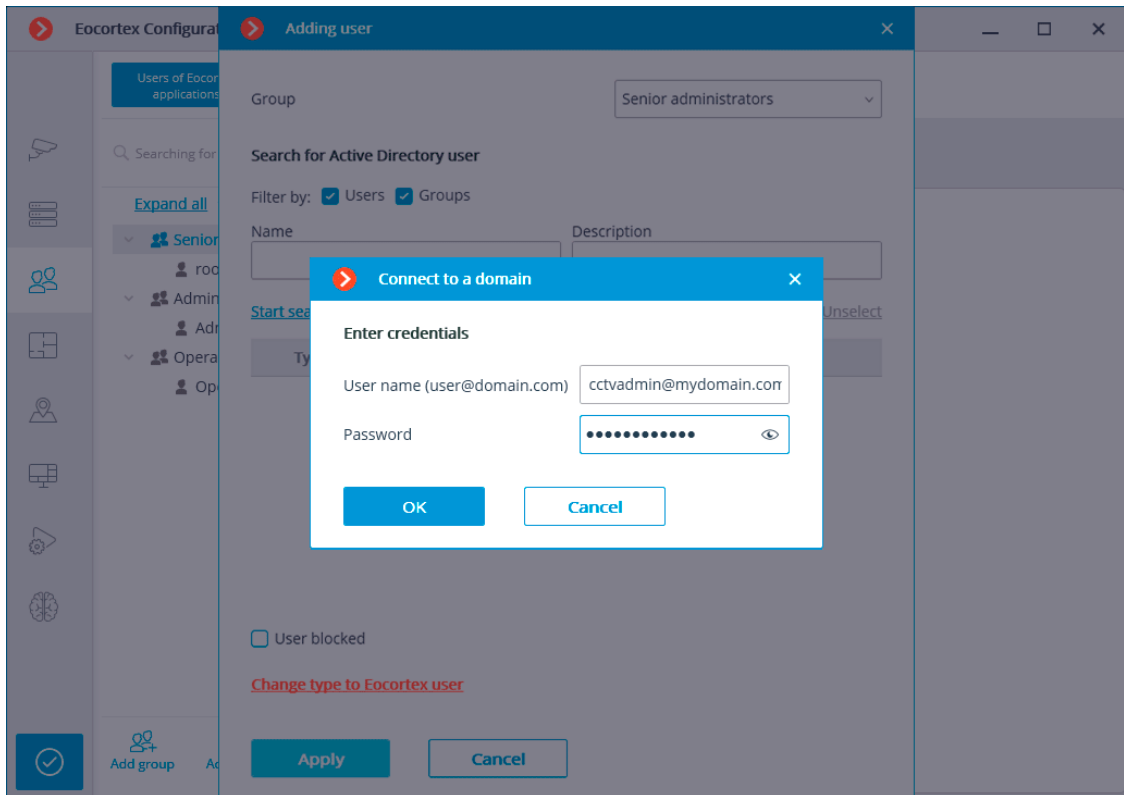 Eocortex Configurat
Adding user
Users of Eocor
applications
Group
Senior administrators
Searching for
Search for Active Directory user
Filter by: Users Groups
Expand all
Name
Description
Senior
roo
Connect to a domain
Admin
Start sea
Unselect
Adr
Enter credentials
Opera
Ty
User name (user@domain.com)
cctvadmin@mydomain.com
Ope
Password
••••••••••••
OK
Cancel
User blocked
Change type to Eocortex user
Add group
Ad
Apply
Cancel